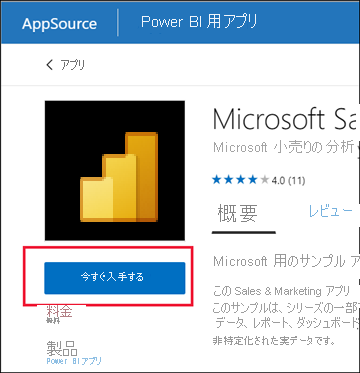 AppSource
Power BI 用アプリ
アプリ
Microsoft Sa
Microsoft 小売りの分析
4.0 (11)
概要
レビュー
今すぐ入手する
Microsoft 用のサンプル ア
料金
無料
この Sales & Marketing アプリ
このサンプルは、シリーズの一部
データ、レポート、ダッシュボード
非特定化された実データです。
製品
Power BI アプリ